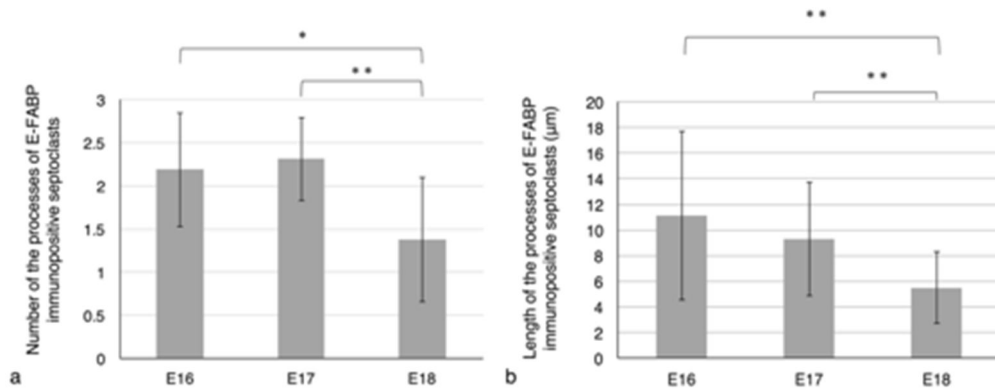 *
**
3
2.5
2
1.5
1
0.5
0
Number of the processes of E-FABP
immunopositive septoclasts
E16
E17
E18
a
**
**
20
18
16
14
12
10
8
6
4
2
0
Length of the processes of E-FABP
immunopositive septoclasts (μm)
E16
E17
E18
b